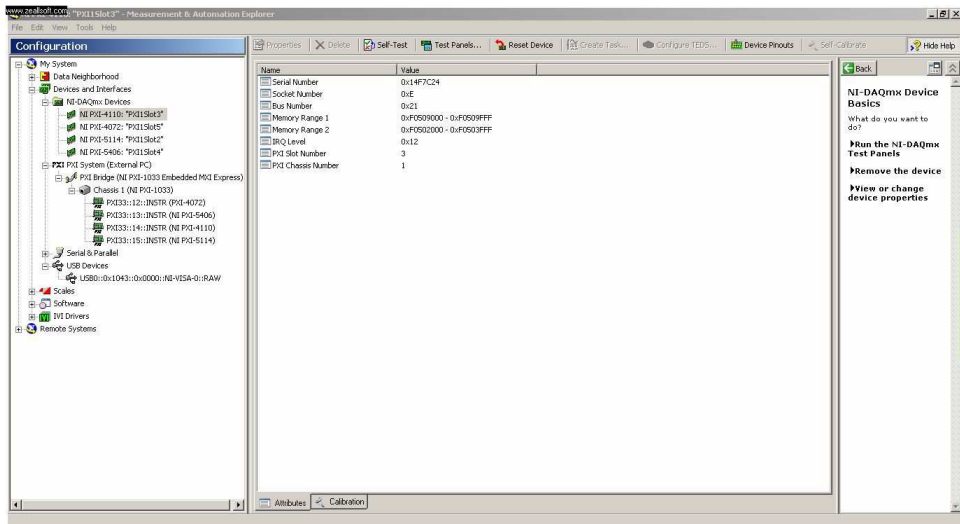 www.zeallsoft.com
"PXI1Slot3" - Measurement & Automation Explorer
File Edit View Tools Help
Configuration
Properties Delete Self-Test Test Panels... Reset Device Create Task... Configure TEDS... Device Pinouts Self-Calibrate Hide Help
My System
Data Neighborhood
Devices and Interfaces
NI-DAQmx Devices
NI PXI-4110: "PXI1Slot3"
NI PXI-4072: "PXI1Slot5"
NI PXI-5114: "PXI1Slot2"
NI PXI-5406: "PXI1Slot4"
PXI PXI System (External PC)
PXI Bridge (NI PXI-1033 Embedded MXI Express)
Chassis 1 (NI PXI-1033)
PXI33::12::INSTR (PXI-4072)
PXI33::13::INSTR (NI PXI-5406)
PXI33::14::INSTR (NI PXI-4110)
PXI33::15::INSTR (NI PXI-5114)
Serial & Parallel
USB Devices
USB0::0x1043::0x0000::NI-VISA-0::RAW
Scales
Software
IVI Drivers
Remote Systems
Name Value
Serial Number 0x14F7C24
Socket Number 0xE
Bus Number 0x21
Memory Range 1 0xF0509000 - 0xF0509FFF
Memory Range 2 0xF0502000 - 0xF0503FFF
IRQ Level 0x12
PXI Slot Number 3
PXI Chassis Number 1
Attributes Calibration
Back
NI-DAQmx Device
Basics
What do you want to
do?
Run the NI-DAQmx
Test Panels
Remove the device
View or change
device properties